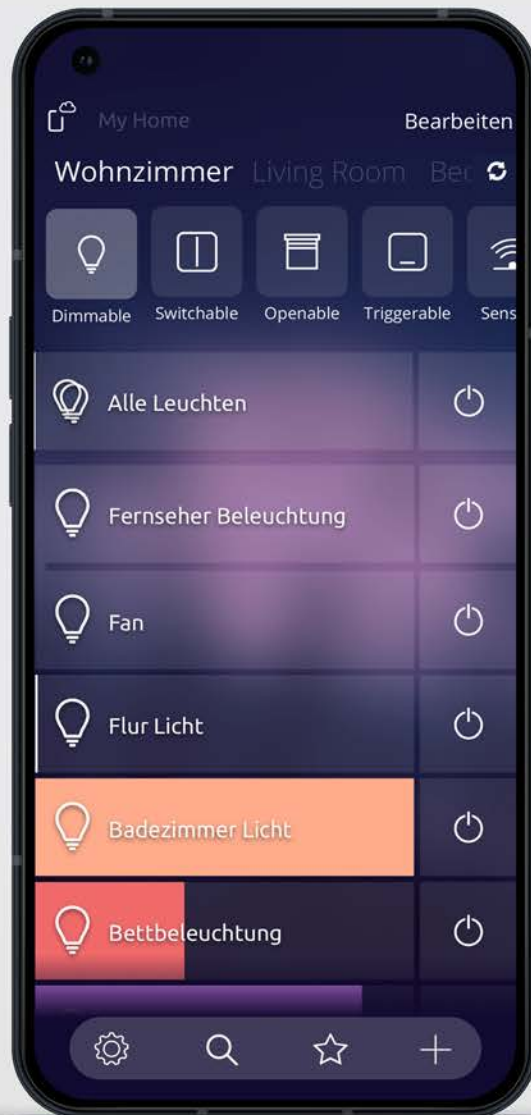 My Home Bearbeiten
Wohnzimmer Living Room
Dimmable Switchable Openable Triggerable Sens
Alle Leuchten
Fernseher Beleuchtung
Fan
Flur Licht
Badezimmer Licht
Bettbeleuchtung